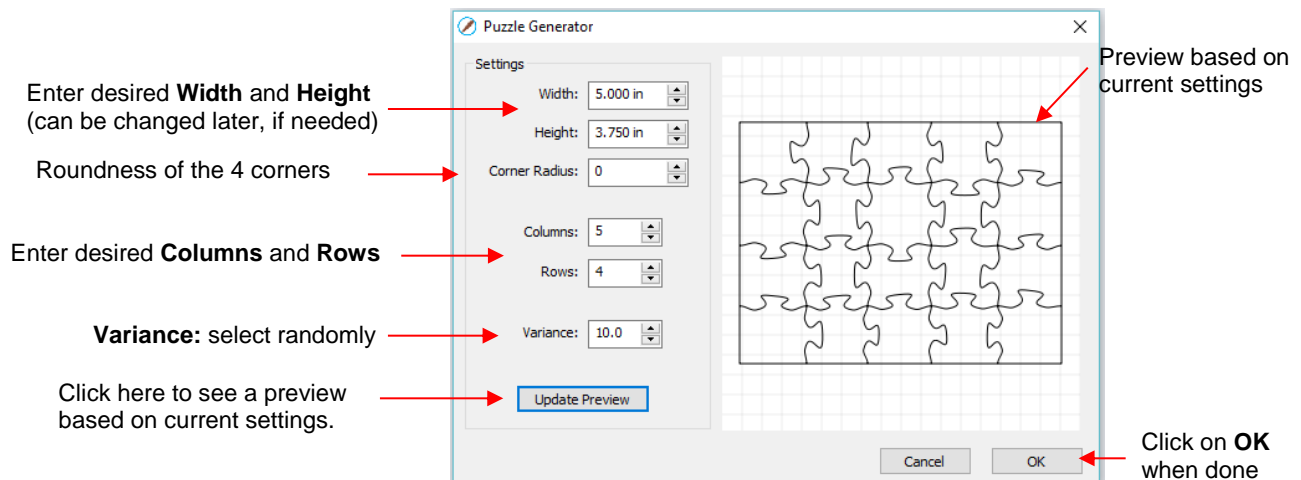 Puzzle Generator
Settings
Width: 5.000 in
Height: 3.750 in
Corner Radius: 0
Columns: 5
Rows: 4
Variance: 10.0
Update Preview
Cancel OK
Enter desired Width and Height
(can be changed later, if needed)
Roundness of the 4 corners
Enter desired Columns and Rows
Variance: select randomly
Click here to see a preview
based on current settings.
Preview based on
current settings
Click on OK
when done